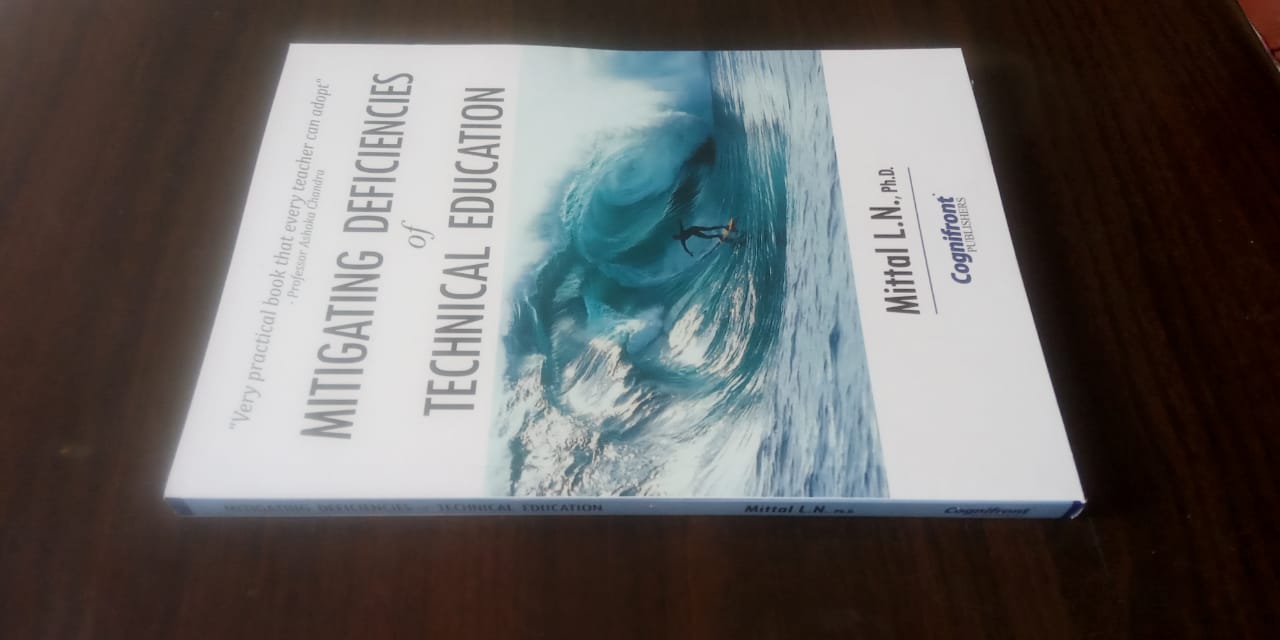 "Very practical book that every teacher can adopt"
- Professor Ashoka Chandra
MITIGATING DEFICIENCIES
of
TECHNICAL EDUCATION
Mittal L.N., Ph.D.
Cognifront
PUBLISHERS
MITIGATING DEFICIENCIES OF TECHNICAL EDUCATION
Mittal L.N., Ph.D.
Cognifront